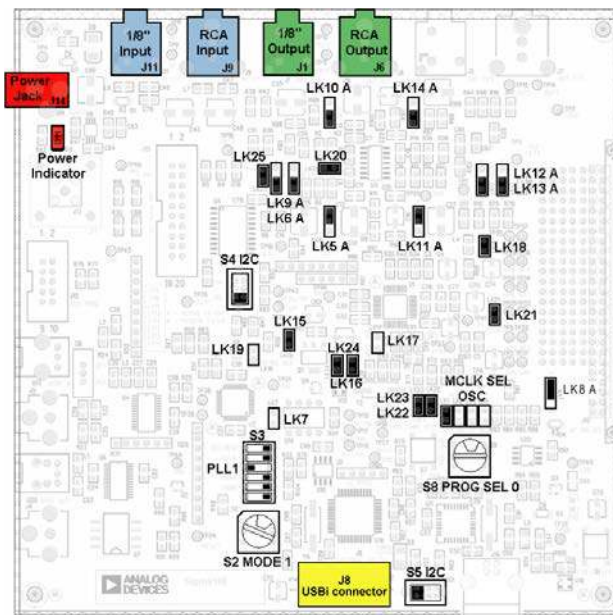 1/8"
Input
J11
RCA
Input
J9
1/8"
Output
J1
RCA
Output
J6
Power
Jack
J14
Power
Indicator
LK10 A
LK14 A
LK25
LK20
LK9 A
LK6 A
LK12 A
LK13 A
LK5 A
LK11 A
LK18
S4 I2C
LK21
LK15
LK19
LK24
LK16
LK17
LK23
LK22
MCLK SEL
OSC
LK8 A
LK7
S3
PLL1
S8 PROG SEL 0
S2 MODE 1
ANALOG
DEVICES
J8
USBi connector
S5 I2C